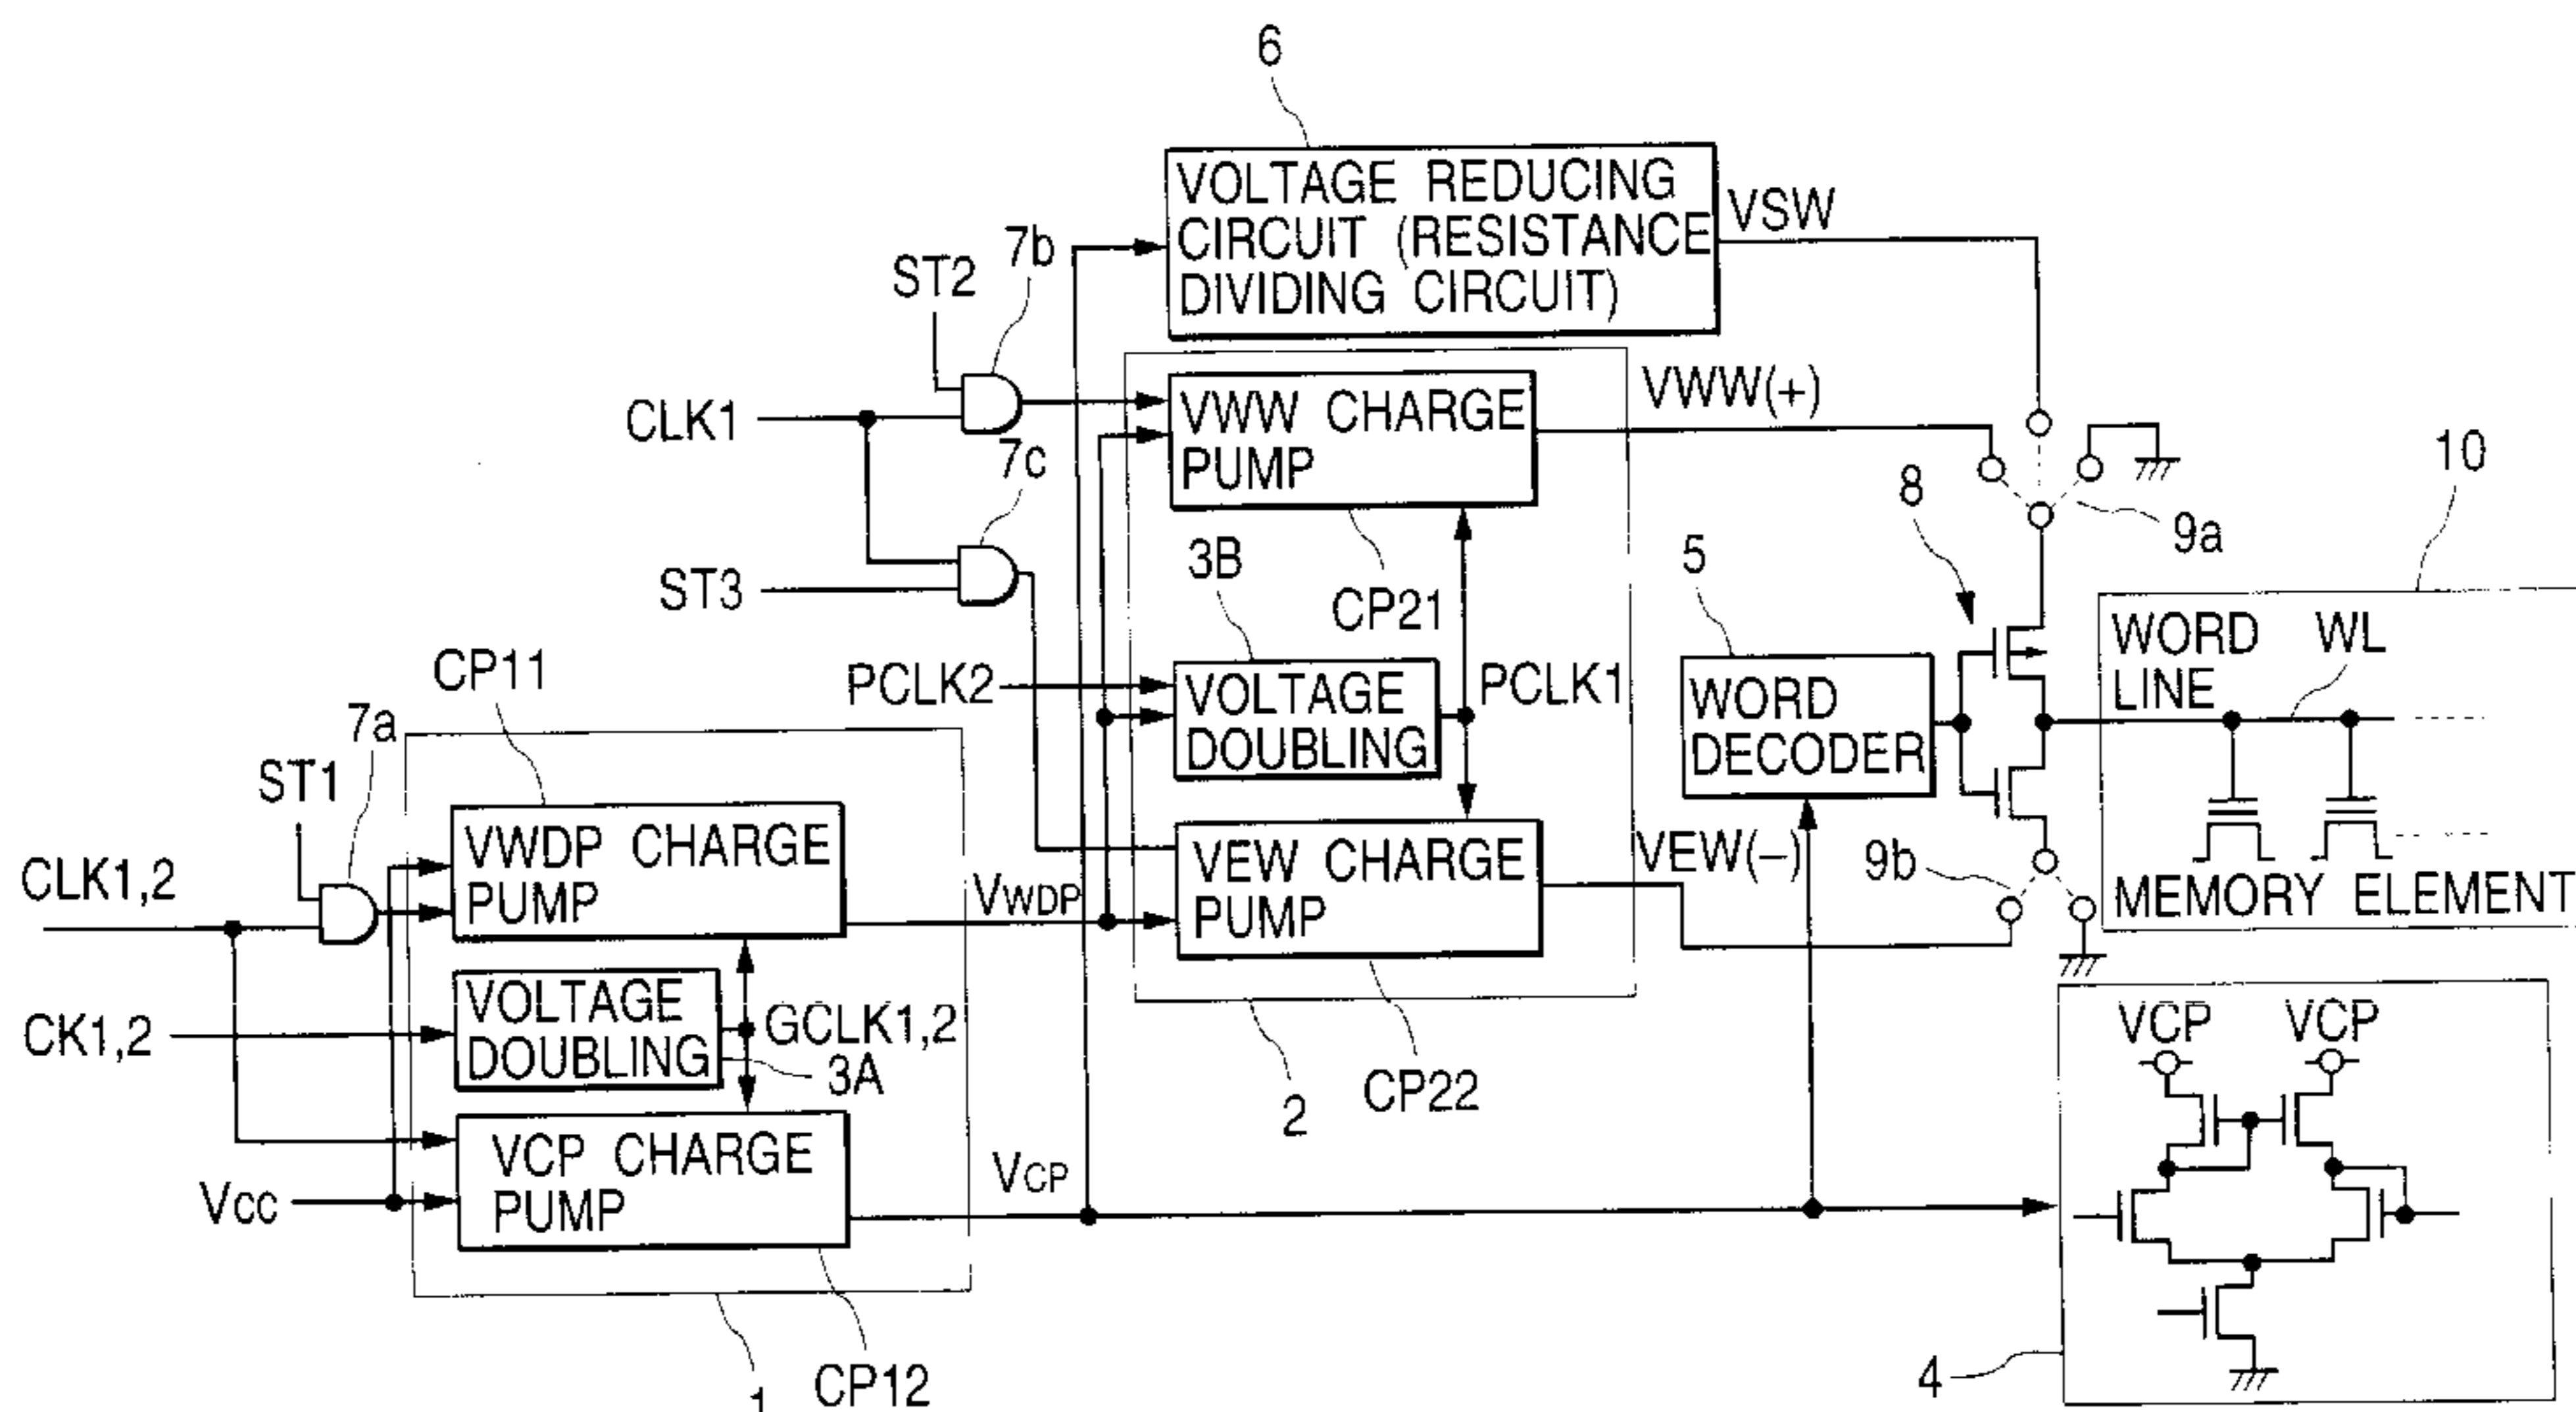 6
VOLTAGE REDUCING
CIRCUIT (RESISTANCE
DIVIDING CIRCUIT)
VSW
ST2
7b
CLK1
VWW CHARGE
PUMP
VWW(+)
7c
ST3
3B
CP21
8
9a
10
5
WORD
LINE
WL
CP11
PCLK2
VOLTAGE
DOUBLING
PCLK1
WORD
DECODER
7a
ST1
CLK1,2
VWDP CHARGE
PUMP
VWDP
VEW CHARGE
PUMP
VEW(−)
9b
MEMORY ELEMENT
CK1,2
VOLTAGE
DOUBLING
GCLK1,2
3A
2
CP22
VCP
VCP
Vcc
VCP CHARGE
PUMP
VCP
1
CP12
4